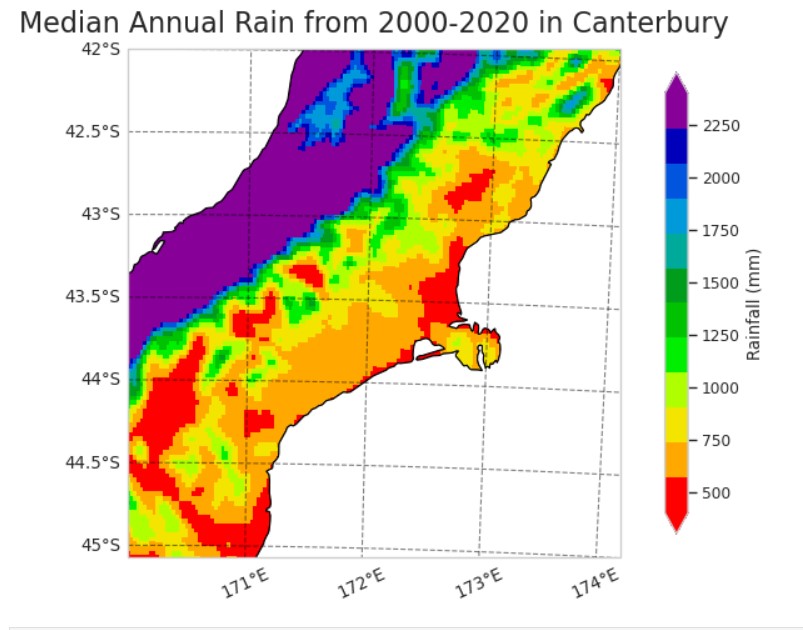 Median Annual Rain from 2000-2020 in Canterbury
42°S
42.5°S
43°S
43.5°S
44°S
44.5°S
45°S
171°E
172°E
173°E
174°E
2250
2000
1750
1500
1250
1000
750
500
Rainfall (mm)